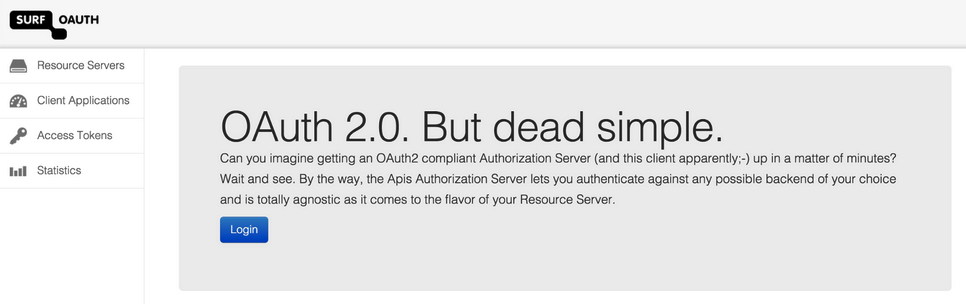 SURF OAUTH
Resource Servers
Client Applications
Access Tokens
Statistics
OAuth 2.0. But dead simple.
Can you imagine getting an OAuth2 compliant Authorization Server (and this client apparently;-) up in a matter of minutes?
Wait and see. By the way, the Apis Authorization Server lets you authenticate against any possible backend of your choice
and is totally agnostic as it comes to the flavor of your Resource Server.
Login